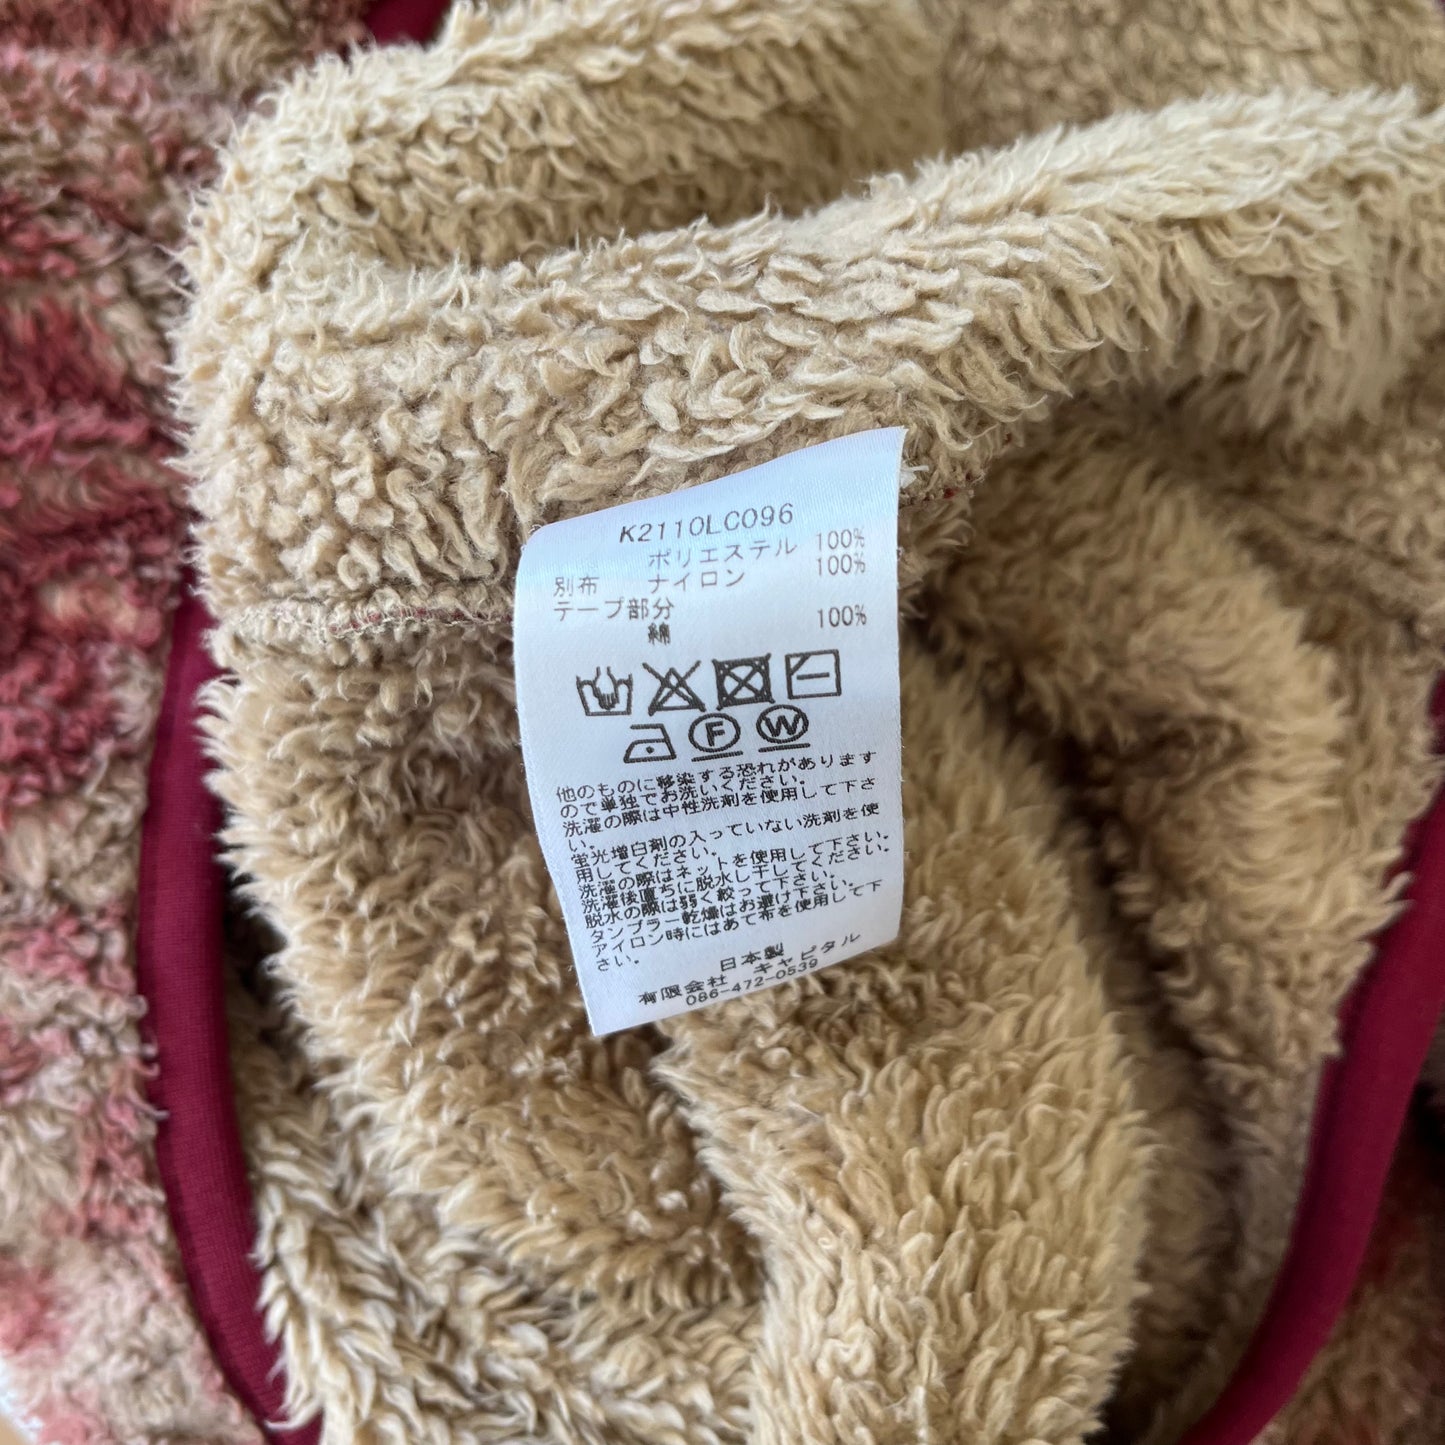 K2110LC096
ポリエステル 100%
別布 ナイロン 100%
テープ部分
綿 100%
F W
他のものに移染する恐れがあります
ので単独でお洗いください。
洗濯の際は中性洗剤を使用して下さ
い。
蛍光増白剤の入っていない洗剤を使
用してください。
洗濯の際はネットを使用して下さい。
洗濯後直ちに脱水し干してください。
脱水の際は弱く絞って下さい。
タンブラー乾燥はお避け下さい。
アイロン時にはあて布を使用して下
さい。
日本製
有限会社 キャピタル
086-472-0539